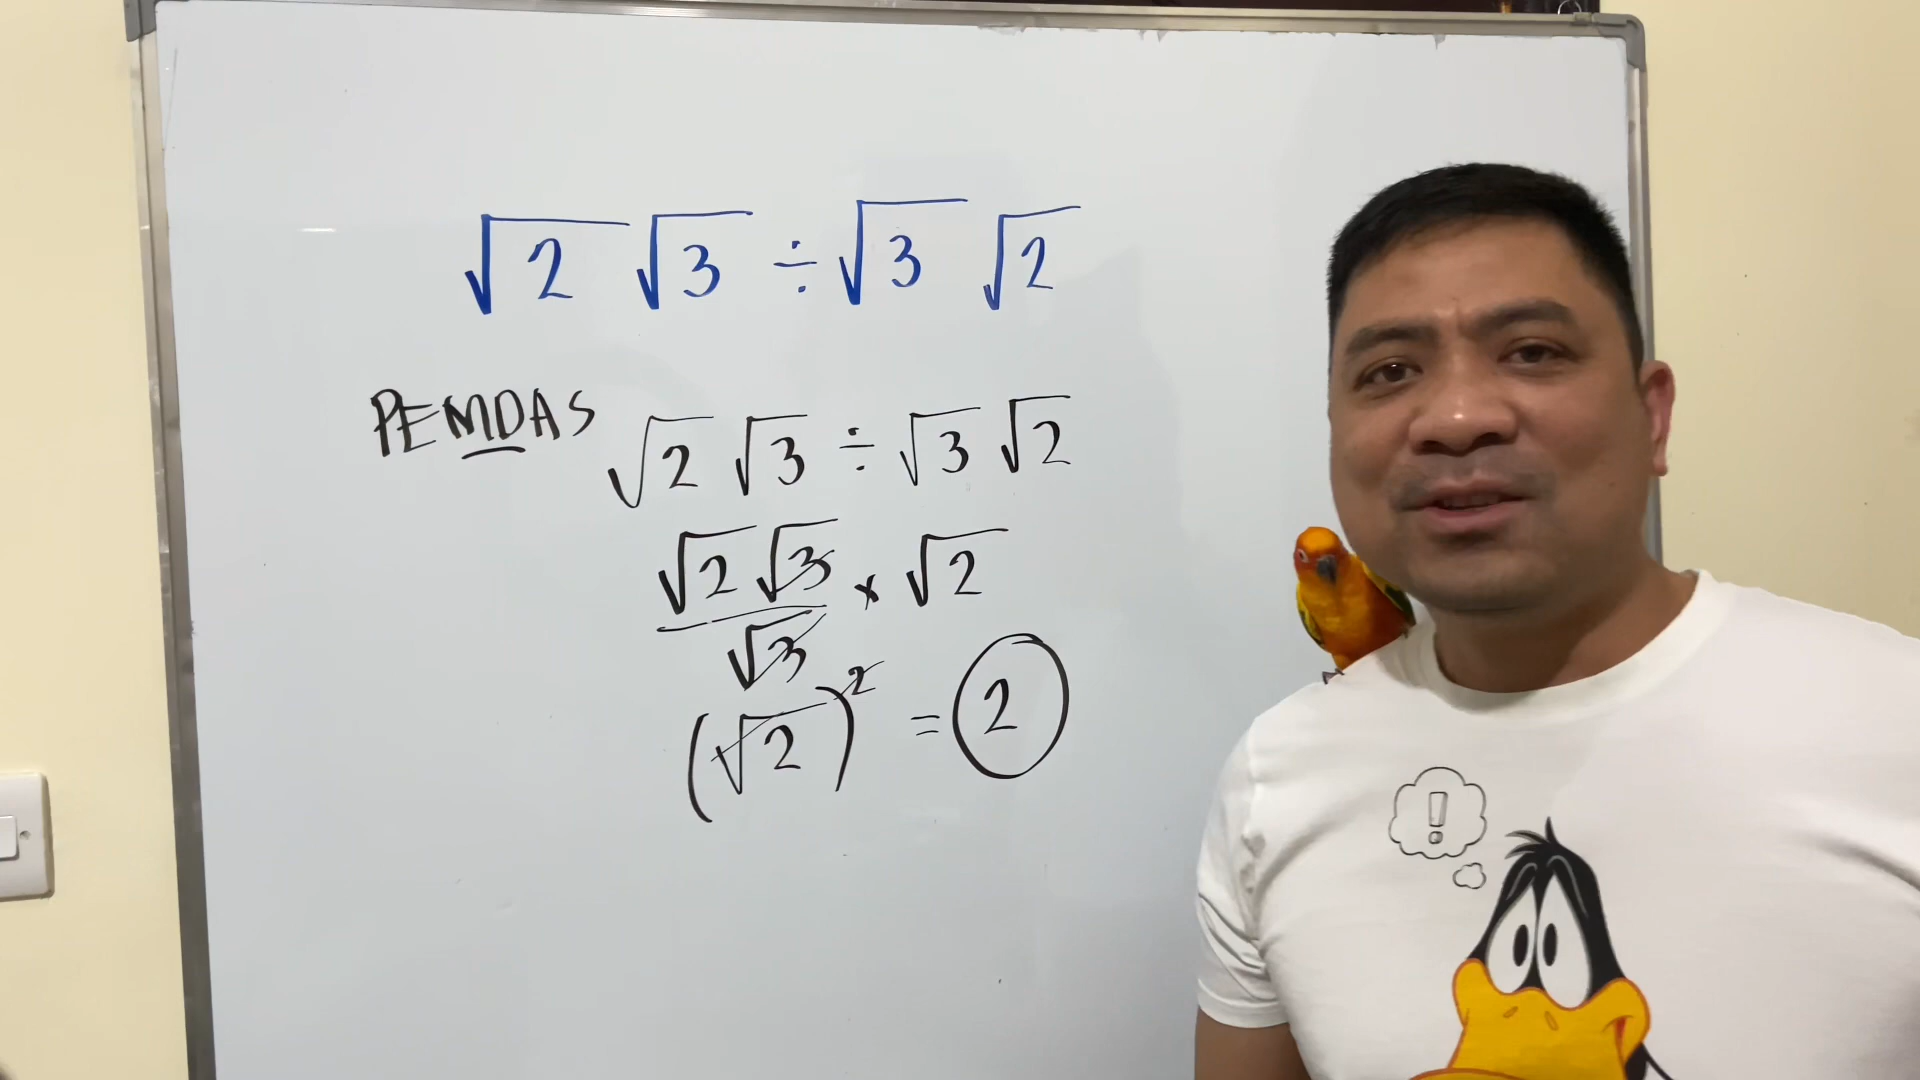 √2 √3 ÷ √3 √2
PEMDAS √2 √3 ÷ √3 √2
√2 √3 / √3 × √2
(√2)² = 2
!